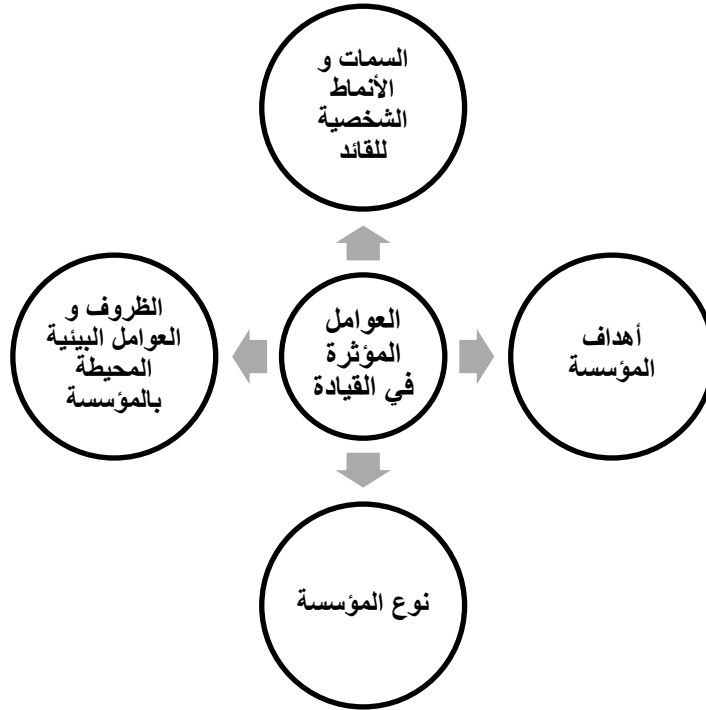 السمات و
الأنماط
الشخصية
للقائد
العوامل
المؤثرة
في القيادة
أهداف
المؤسسة
الظروف و
العوامل البيئية
المحيطة
بالمؤسسة
نوع المؤسسة